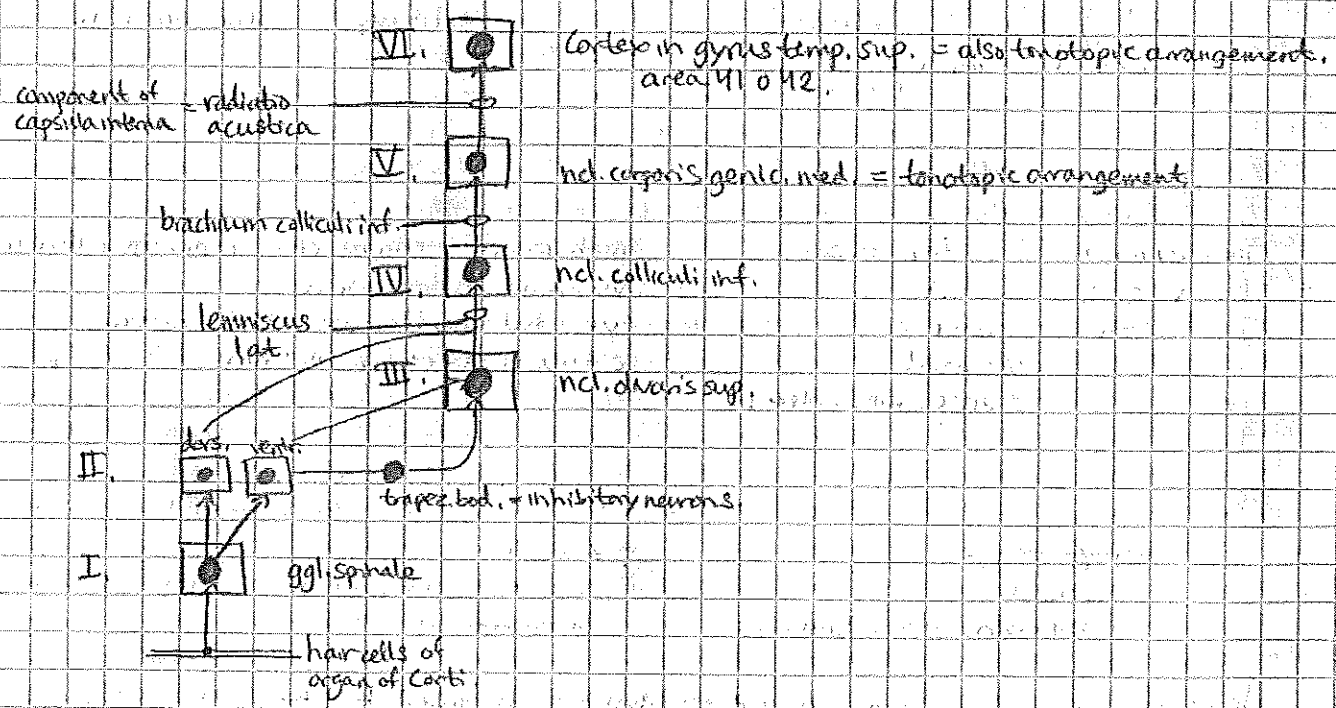 VI. Cortex in gyrus temp. sup. = also tonotopic arrangement.
area 41 o 42.
component of = radiatio
capsula interna acustica
V. ncl. corporis genic. med. = tonotopic arrangement
brachium colliculi inf.
IV. ncl. colliculi inf.
lemniscus
lat.
III. ncl. olivaris sup.
dors. ventr.
II.
trapez. bod. = inhibitory neurons.
I. ggl. spirale
hair cells of
organ of Corti